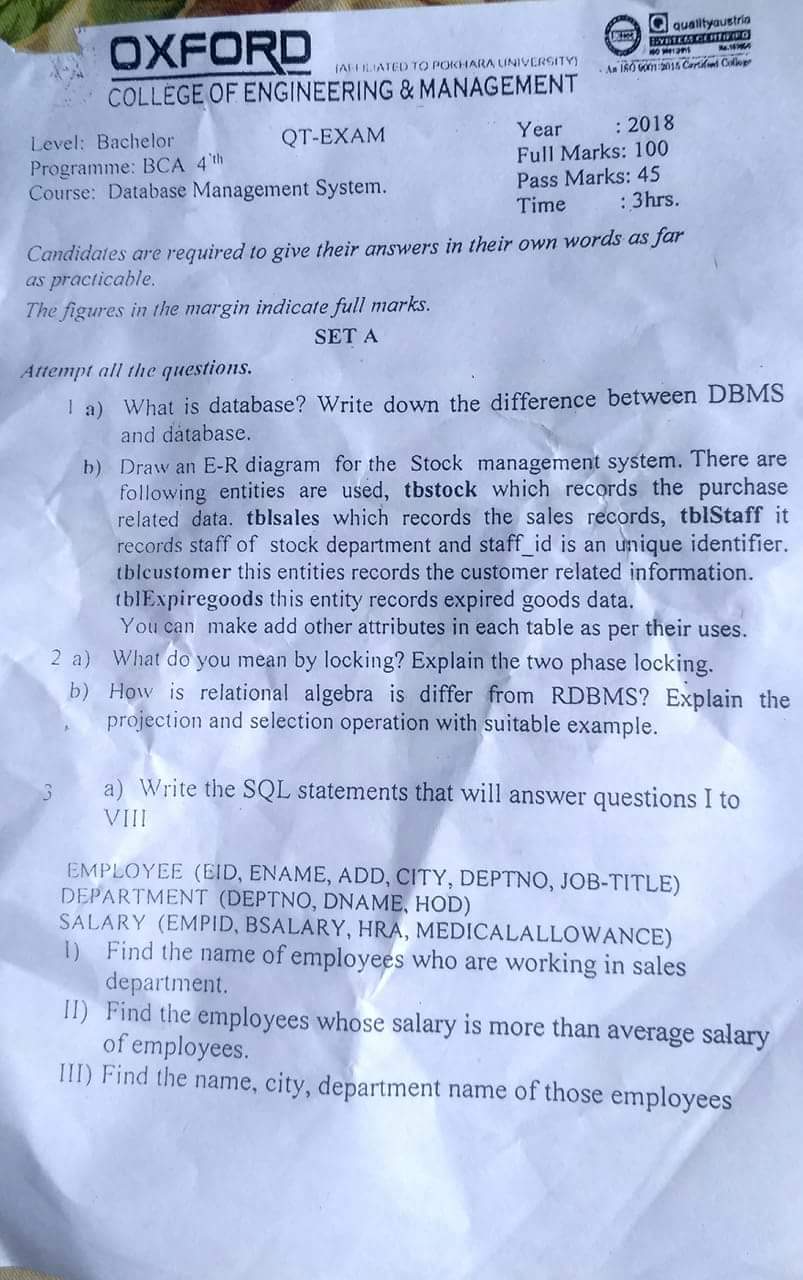 OXFORD
(AFFILIATED TO POKHARA UNIVERSITY)
COLLEGE OF ENGINEERING & MANAGEMENT
qualityaustria
SYSTEM CERTIFIED
An ISO 9001:2015 Certified College
Level: Bachelor QT-EXAM Year : 2018
Programme: BCA 4'th Full Marks: 100
Course: Database Management System. Pass Marks: 45
Time : 3hrs.
Candidates are required to give their answers in their own words as far
as practicable.
The figures in the margin indicate full marks.
SET A
Attempt all the questions.
1 a) What is database? Write down the difference between DBMS
and database.
b) Draw an E-R diagram for the Stock management system. There are
following entities are used, tbstock which records the purchase
related data. tblsales which records the sales records, tblStaff it
records staff of stock department and staff_id is an unique identifier.
tblcustomer this entities records the customer related information.
tblExpiregoods this entity records expired goods data.
You can make add other attributes in each table as per their uses.
2 a) What do you mean by locking? Explain the two phase locking.
b) How is relational algebra is differ from RDBMS? Explain the
projection and selection operation with suitable example.
3 a) Write the SQL statements that will answer questions I to
VIII
EMPLOYEE (EID, ENAME, ADD, CITY, DEPTNO, JOB-TITLE)
DEPARTMENT (DEPTNO, DNAME, HOD)
SALARY (EMPID, BSALARY, HRA, MEDICALALLOWANCE)
I) Find the name of employees who are working in sales
department.
II) Find the employees whose salary is more than average salary
of employees.
III) Find the name, city, department name of those employees